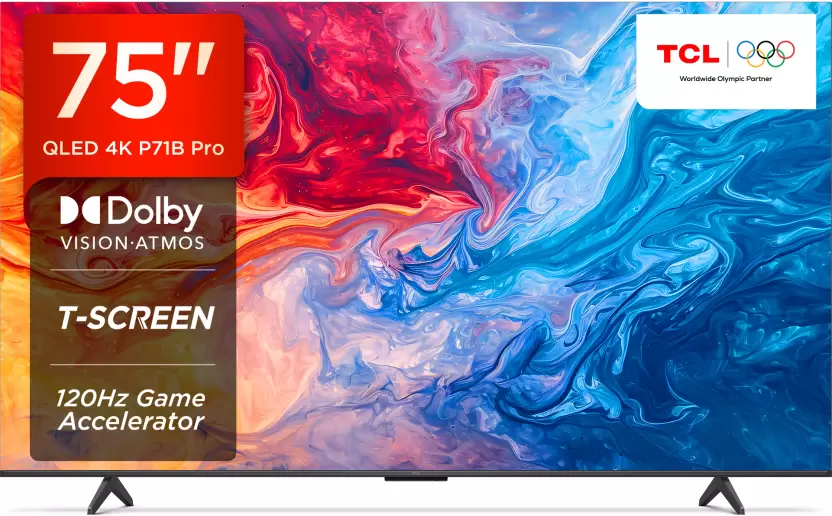 75"
QLED 4K P71B Pro
Dolby
VISION·ATMOS
T-SCREEN
120Hz Game
Accelerator
TCL
Worldwide Olympic Partner